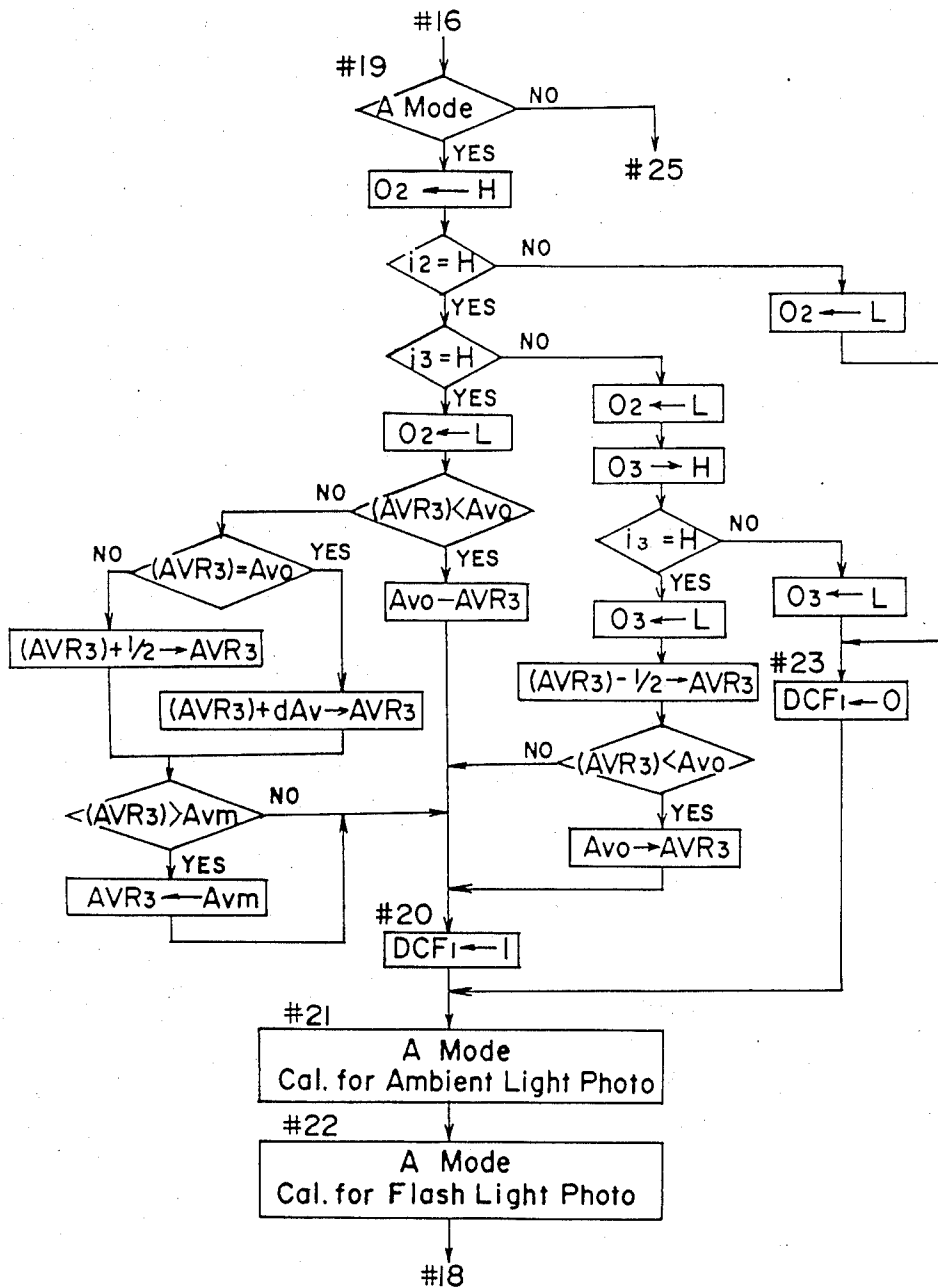 #16
#19
A Mode
NO
YES
#25
O2 ← H
i2 = H
NO
YES
O2 ← L
i3 = H
NO
YES
O2 ← L
O2 ← L
O3 → H
(AVR3)<Avo
NO
YES
i3 = H
NO
YES
(AVR3)=Avo
NO
YES
Avo — AVR3
O3 ← L
O3 ← L
(AVR3)+1/2 → AVR3
(AVR3)-1/2 → AVR3
#23
DCF1 ← O
(AVR3)+dAv → AVR3
(AVR3)<Avo
NO
YES
<(AVR3)>Avm
NO
YES
Avo → AVR3
AVR3 ← Avm
#20
DCF1 ← 1
#21
A Mode
Cal. for Ambient Light Photo
#22
A Mode
Cal. for Flash Light Photo
#18